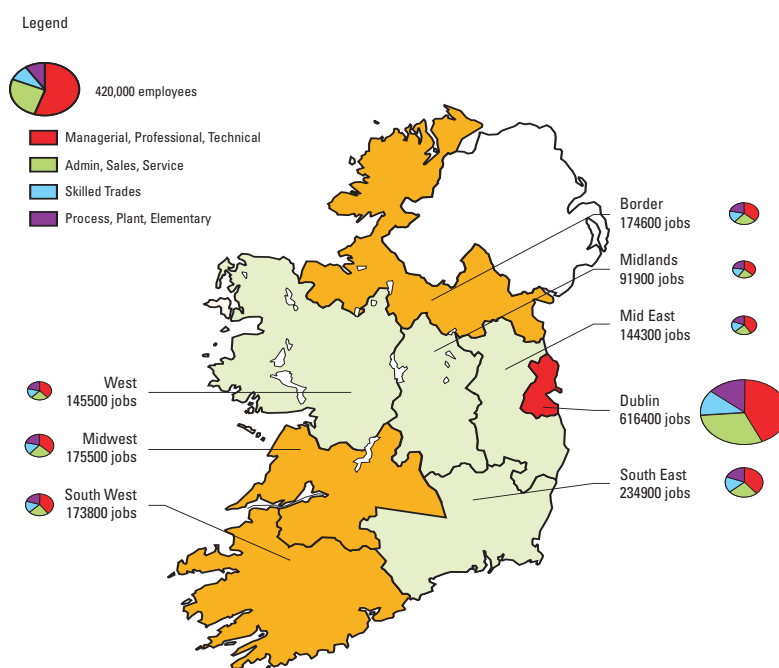 Legend
420,000 employees
Managerial, Professional, Technical
Admin, Sales, Service
Skilled Trades
Process, Plant, Elementary
Border
174600 jobs
Midlands
91900 jobs
Mid East
144300 jobs
Dublin
616400 jobs
South East
234900 jobs
West
145500 jobs
Midwest
175500 jobs
South West
173800 jobs